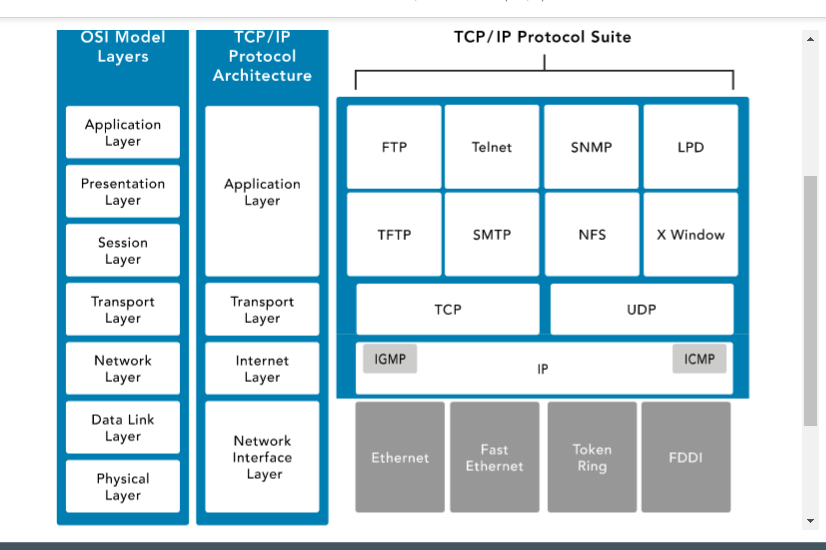 OSI Model
Layers
TCP/IP
Protocol
Architecture
TCP/IP Protocol Suite
Application
Layer
Presentation
Layer
Session
Layer
Transport
Layer
Network
Layer
Data Link
Layer
Physical
Layer
Application
Layer
Transport
Layer
Internet
Layer
Network
Interface
Layer
FTP
Telnet
SNMP
LPD
TFTP
SMTP
NFS
X Window
TCP
UDP
IGMP
IP
ICMP
Ethernet
Fast
Ethernet
Token
Ring
FDDI